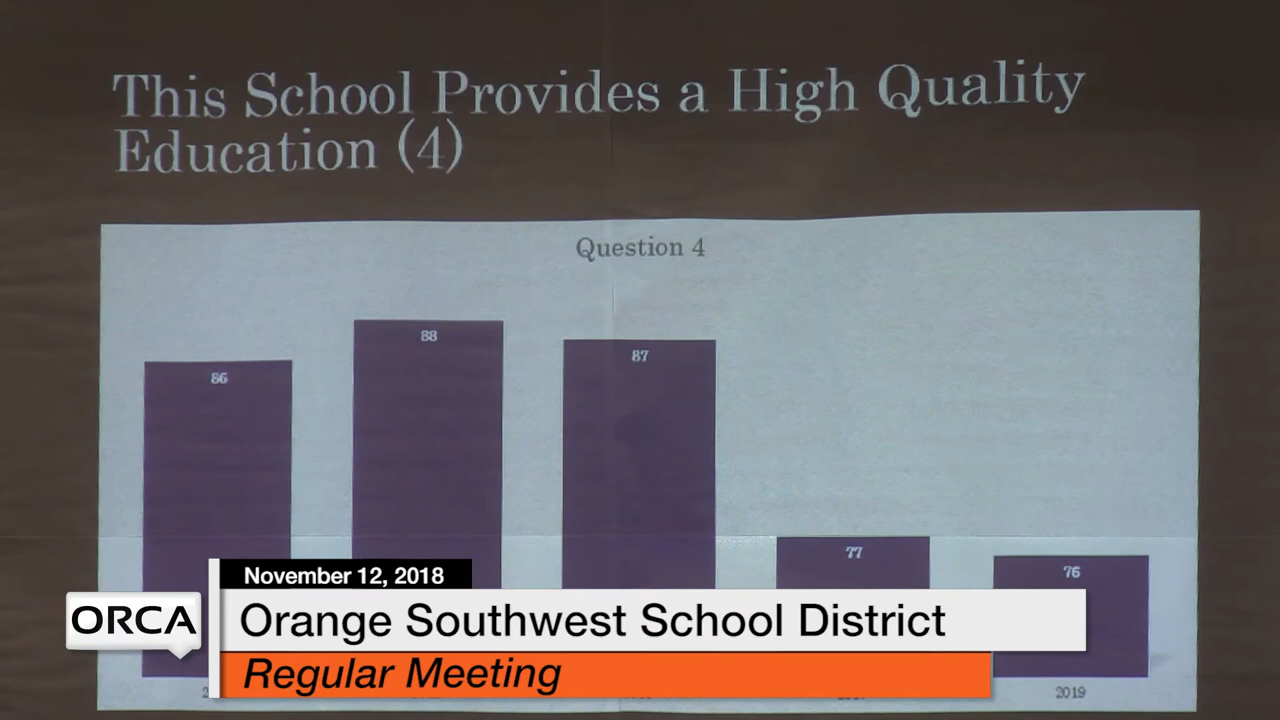 This School Provides a High Quality
Education (4)
Question 4
86
88
87
77
76
November 12, 2018
ORCA
Orange Southwest School District
Regular Meeting
2019